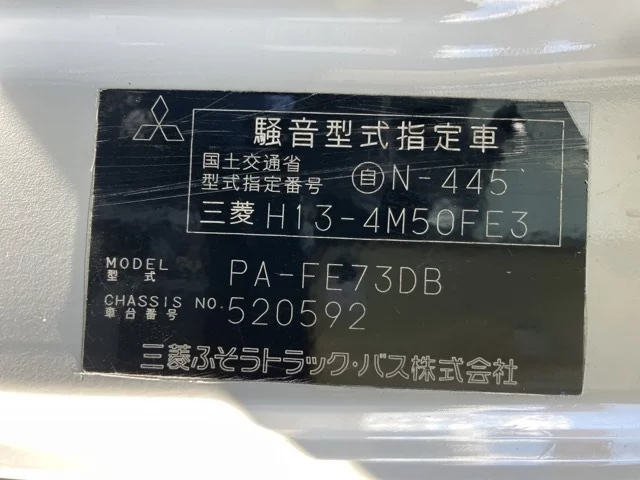 騒音型式指定車
国土交通省
型式指定番号 自N-445
三菱 H13-4M50FE3
MODEL
型式 PA-FE73DB
CHASSIS NO.
車台番号 520592
三菱ふそうトラック・バス株式会社